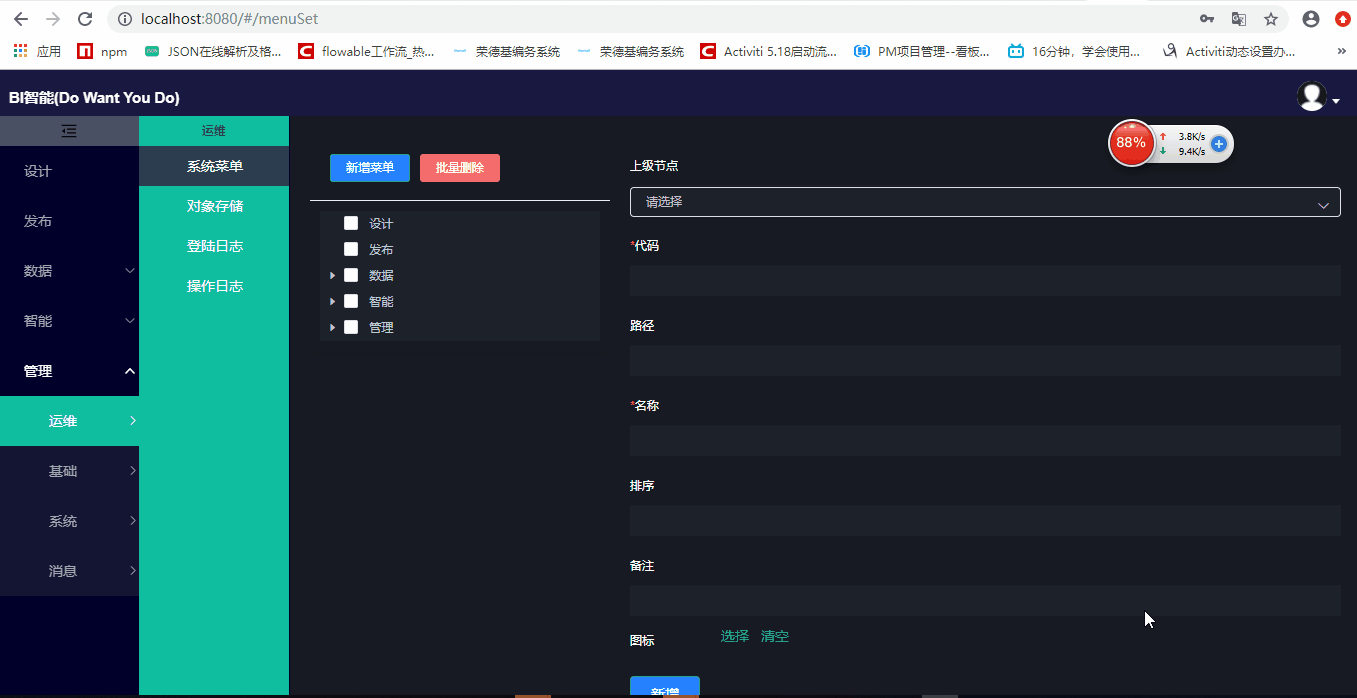 localhost:8080/#/menuSet
应用
npm
JSON在线解析及格...
flowable工作流_热...
荣德基编务系统
荣德基编务系统
Activiti 5.18启动流...
PM项目管理--看板...
16分钟，学会使用...
Activiti动态设置办...
»
BI智能(Do Want You Do)
设计
发布
数据
智能
管理
运维
基础
系统
消息
运维
系统菜单
对象存储
登陆日志
操作日志
新增菜单
批量删除
设计
发布
数据
智能
管理
88%
3.8K/s
9.4K/s
上级节点
请选择
*代码
路径
*名称
排序
备注
图标
选择
清空
新增